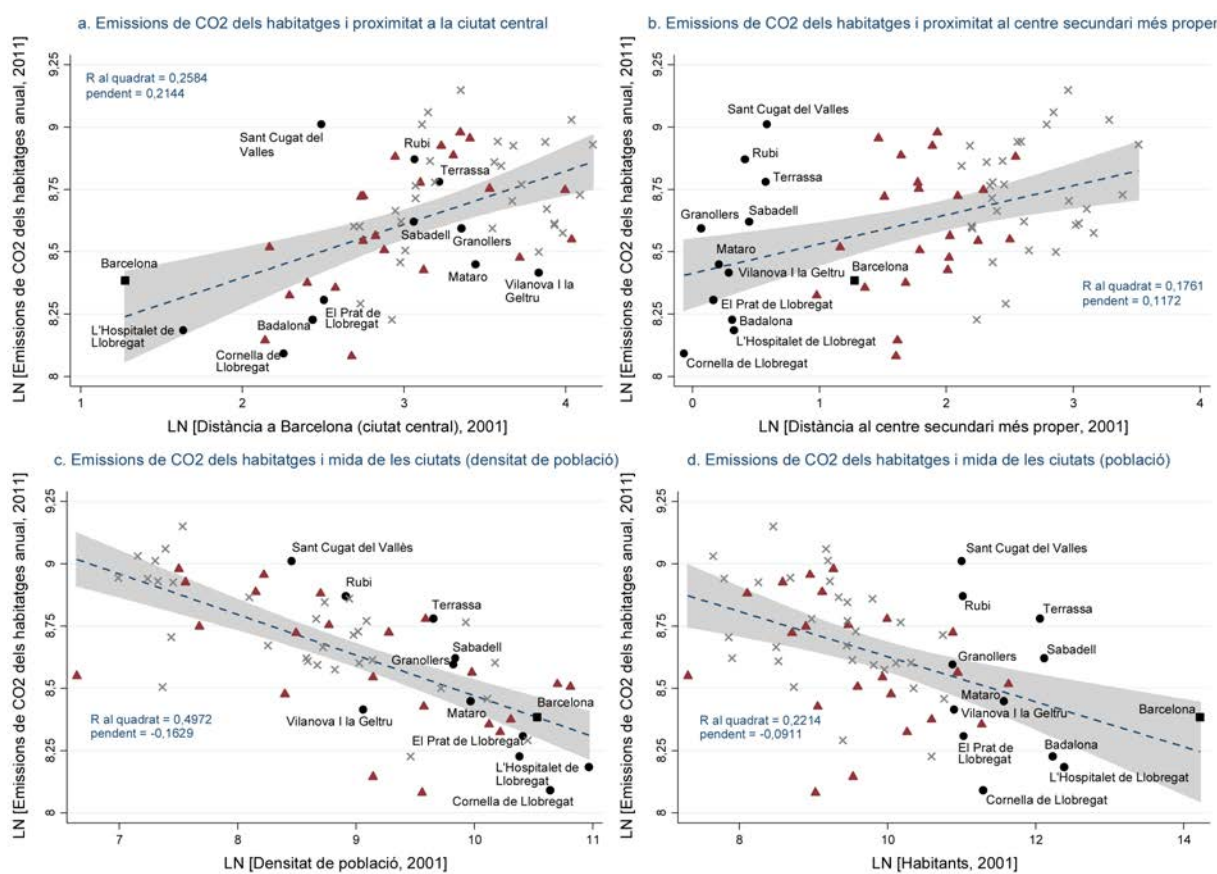 a. Emissions de CO2 dels habitatges i proximitat a la ciutat central
LN [Emissions de CO2 dels habitatges anual, 2011]
9,25
9
8,75
8,5
8,25
8
R al quadrat = 0,2584
pendent = 0,2144
Sant Cugat del
Valles
Rubi
Terrassa
Sabadell
Granollers
Barcelona
Mataro
Vilanova I la
Geltru
El Prat de
Llobregat
Badalona
L'Hospitalet de
Llobregat
Cornella de
Llobregat
1
2
3
4
LN [Distància a Barcelona (ciutat central), 2001]
b. Emissions de CO2 dels habitatges i proximitat al centre secundari més proper
LN [Emissions de CO2 dels habitatges anual, 2011]
9,25
9
8,75
8,5
8,25
8
Sant Cugat del Valles
Rubi
Terrassa
Granollers
Sabadell
Mataro
Vilanova I la Geltru
Barcelona
El Prat de Llobregat
Badalona
L'Hospitalet de Llobregat
Cornella de Llobregat
R al quadrat = 0,1761
pendent = 0,1172
0
1
2
3
4
LN [Distància al centre secundari més proper, 2001]
c. Emissions de CO2 dels habitatges i mida de les ciutats (densitat de població)
LN [Emissions de CO2 dels habitatges anual, 2011]
9,25
9
8,75
8,5
8,25
8
Sant Cugat del Vallès
Rubi
Terrassa
Sabadell
Granollers
Barcelona
Mataro
Vilanova I la Geltru
El Prat de Llobregat
L'Hospitalet de
Llobregat
Cornella de Llobregat
R al quadrat = 0,4972
pendent = -0,1629
7
8
9
10
11
LN [Densitat de població, 2001]
d. Emissions de CO2 dels habitatges i mida de les ciutats (població)
LN [Emissions de CO2 dels habitatges anual, 2011]
9,25
9
8,75
8,5
8,25
8
Sant Cugat del Valles
Rubi
Terrassa
Sabadell
Granollers
Mataro
Vilanova I la Geltru
Barcelona
El Prat de
Llobregat
Badalona
L'Hospitalet de Llobregat
Cornella de Llobregat
R al quadrat = 0,2214
pendent = -0,0911
8
10
12
14
LN [Habitants, 2001]